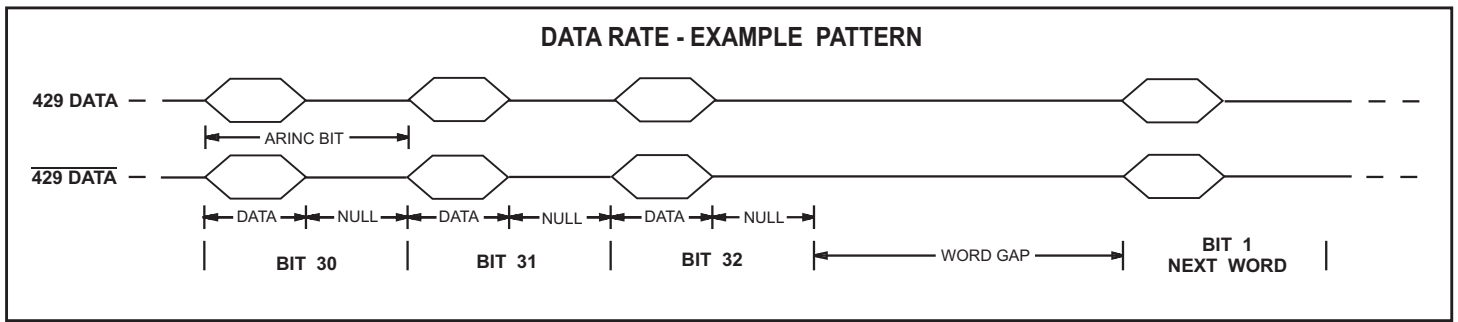 DATA RATE - EXAMPLE PATTERN
429 DATA
ARINC BIT
429 DATA
DATA NULL DATA NULL DATA NULL
BIT 30 BIT 31 BIT 32 WORD GAP BIT 1
NEXT WORD